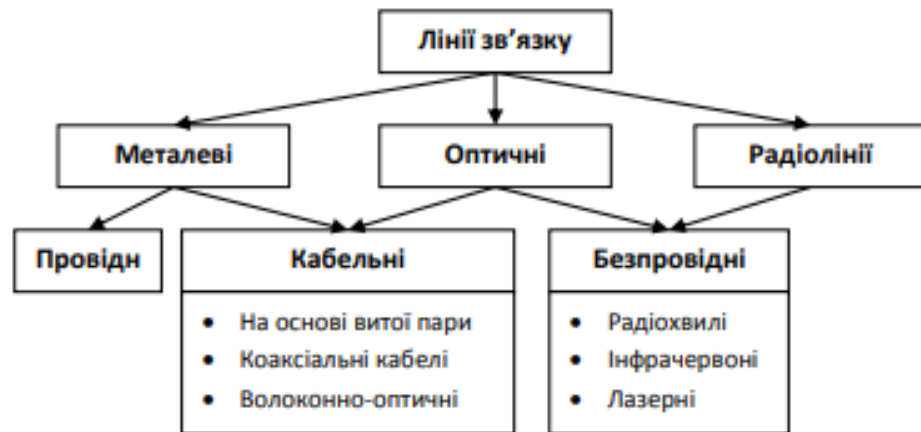 Лінії зв’язку
Металеві
Оптичні
Радіолінії
Провідн
Кабельні
• На основі витої пари
• Коаксіальні кабелі
• Волоконно-оптичні
Безпровідні
• Радіохвилі
• Інфрачервоні
• Лазерні